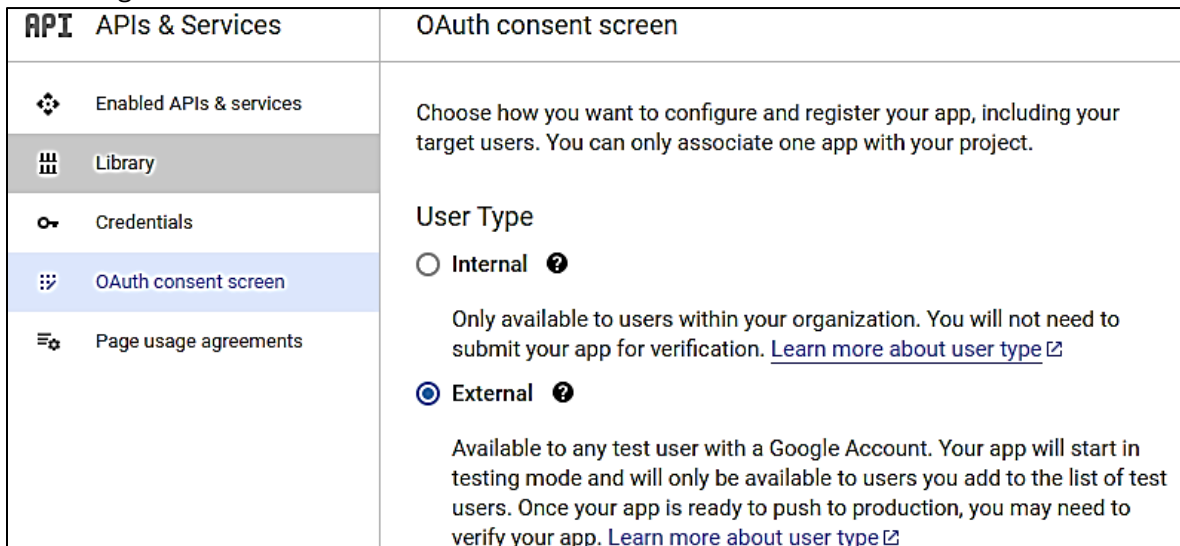 API APIs & Services
OAuth consent screen
Enabled APIs & services
Library
Credentials
OAuth consent screen
Page usage agreements
Choose how you want to configure and register your app, including your
target users. You can only associate one app with your project.
User Type
Internal
Only available to users within your organization. You will not need to
submit your app for verification. Learn more about user type
External
Available to any test user with a Google Account. Your app will start in
testing mode and will only be available to users you add to the list of test
users. Once your app is ready to push to production, you may need to
verify your app. Learn more about user type